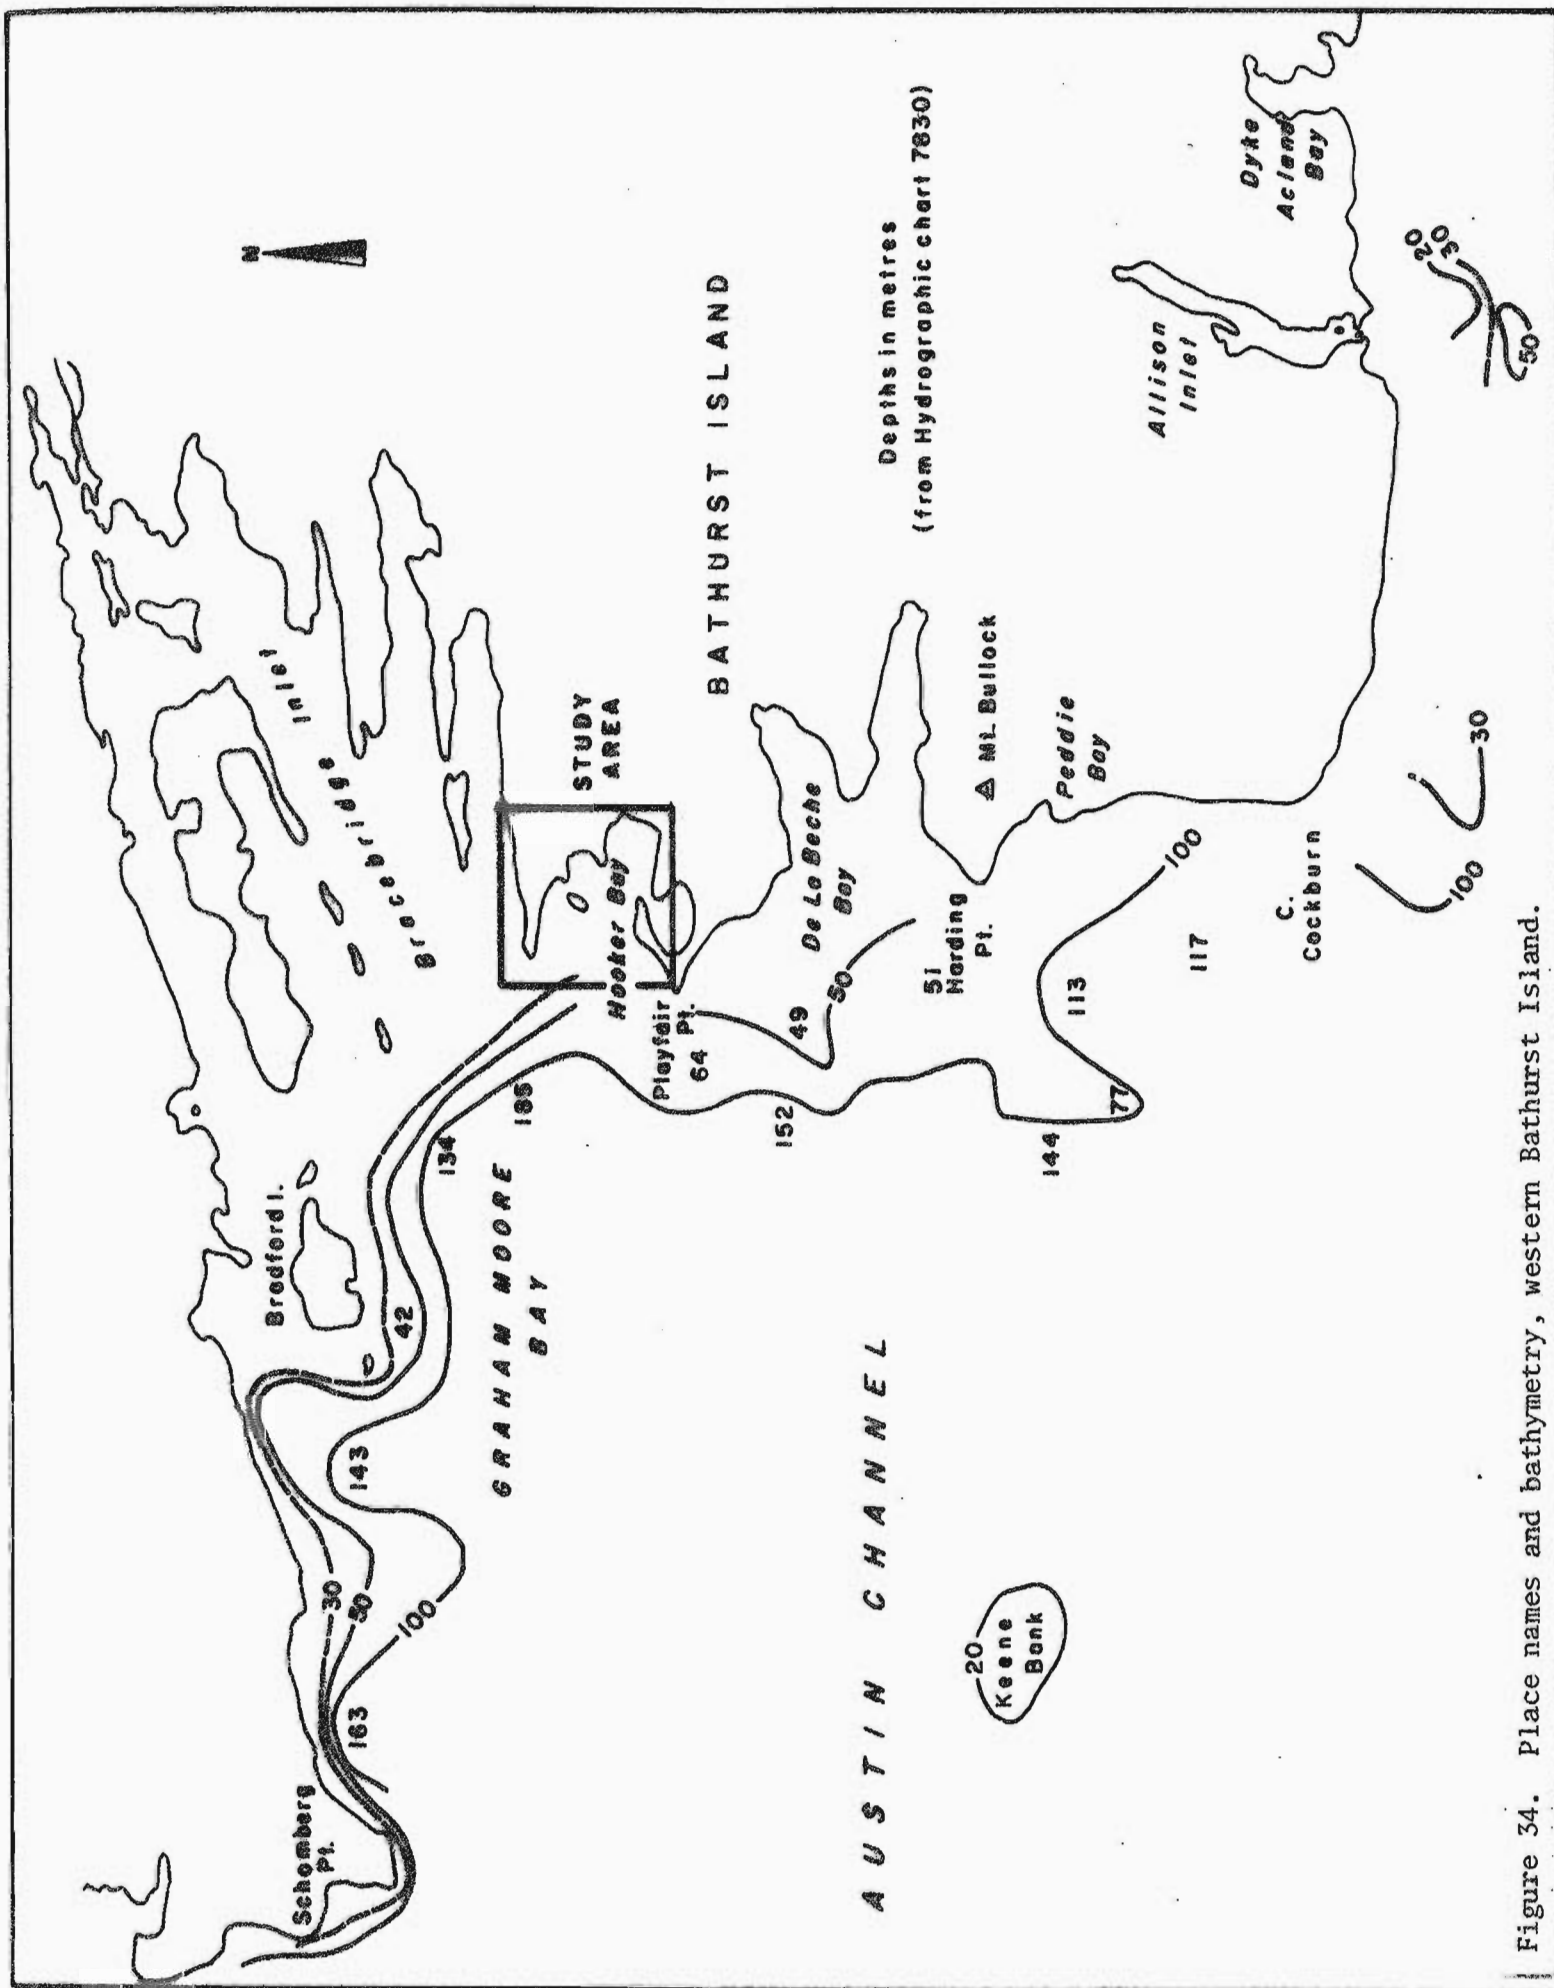 N
Schomberg
Pt.
163
30
50
100
143
42
Bradford I.
134
185
GRAHAM MOORE
BAY
Bracebridge Inlet
STUDY
AREA
Hooker Bay
Playfair
Pt.
64
BATHURST ISLAND
152
49
50
De La Beche
Bay
AUSTIN CHANNEL
Depths in metres
(from Hydrographic chart 7830)
51
Harding
Pt.
Mt. Bullock
Peddie
Bay
20
Keene
Bank
144
77
113
100
117
C.
Cockburn
100
30
Allison
Inlet
Dyke
Acland
Bay
20
30
50
Figure 34. Place names and bathymetry, western Bathurst Island.